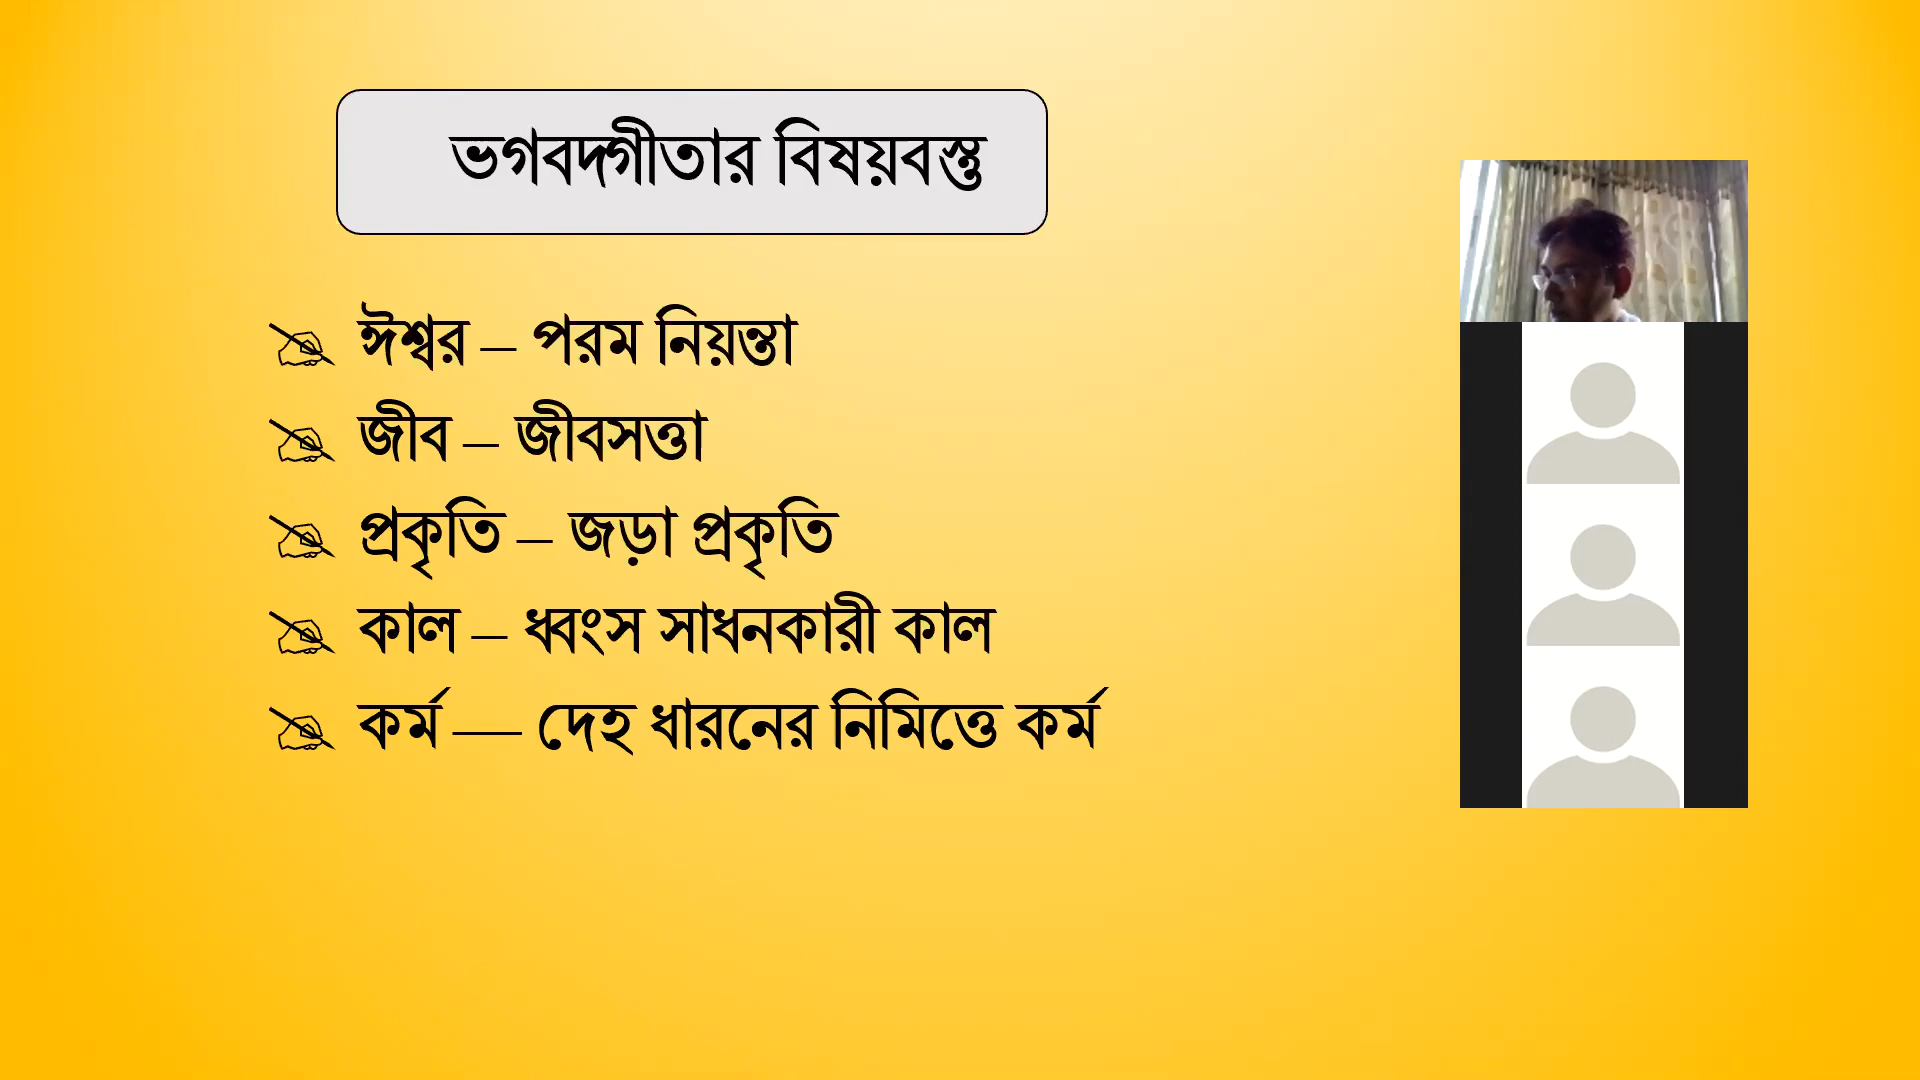 ভগবদ্গীতার বিষয়বস্তু
ঈশ্বর – পরম নিয়ন্তা
জীব – জীবসত্তা
প্রকৃতি – জড়া প্রকৃতি
কাল – ধ্বংস সাধনকারী কাল
কর্ম –– দেহ ধারনের নিমিত্তে কর্ম